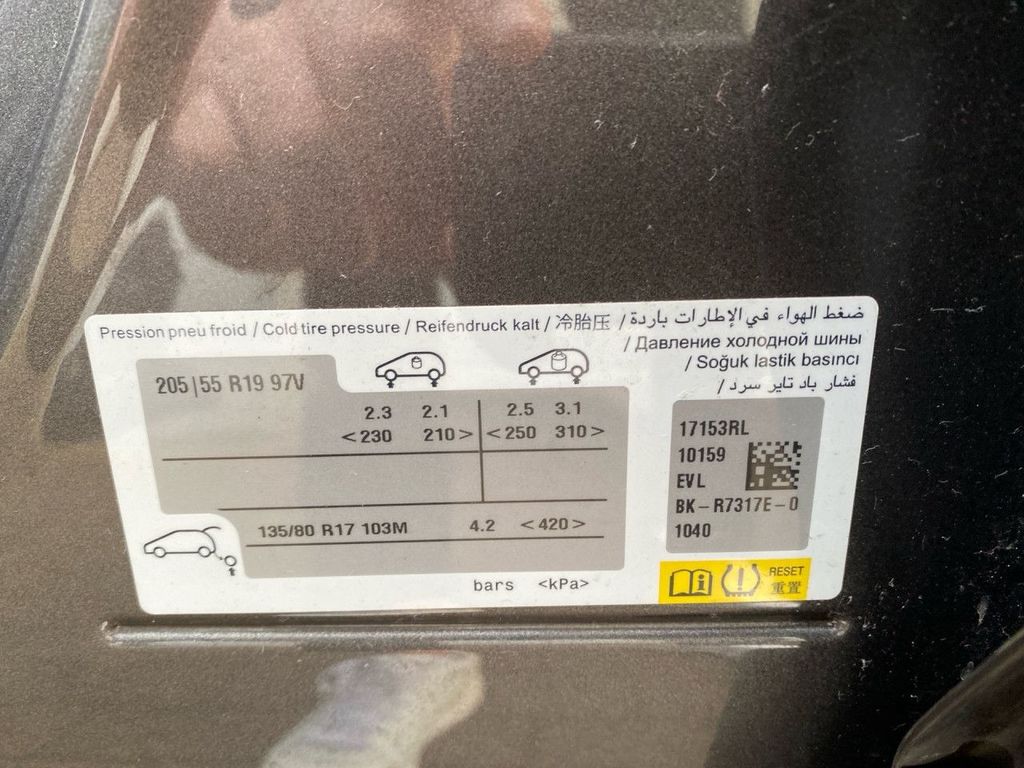 Pression pneu froid / Cold tire pressure / Reifendruck kalt / 冷胎压 / ضغط الهواء في الإطارات باردة
/ Давление холодной шины
/ Soğuk lastik basıncı
/ فشار باد تایر سرد
205|55 R19 97V
2.3 2.1 2.5 3.1
<230 210> <250 310>
135/80 R17 103M 4.2 <420>
bars <kPa>
17153RL
10159
EVL
BK-R7317E-0
1040
RESET
重置